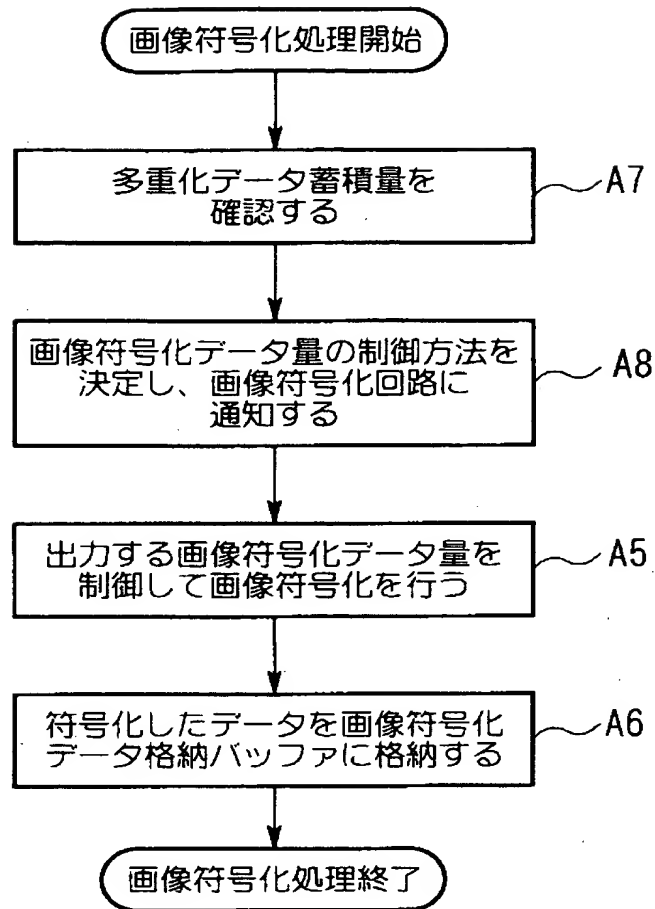 画像符号化処理開始
多重化データ蓄積量を
確認する
A7
画像符号化データ量の制御方法を
決定し、画像符号化回路に
通知する
A8
出力する画像符号化データ量を
制御して画像符号化を行う
A5
符号化したデータを画像符号化
データ格納バッファに格納する
A6
画像符号化処理終了